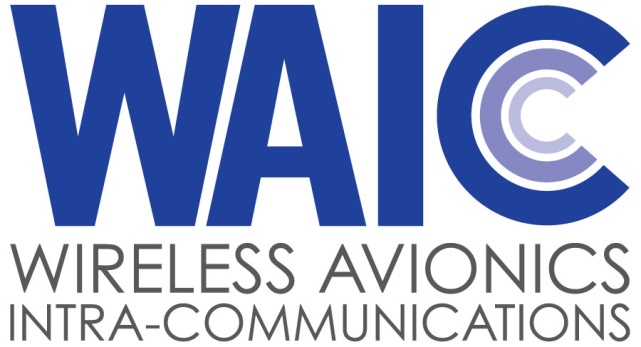 WAIC
WIRELESS AVIONICS
INTRA-COMMUNICATIONS